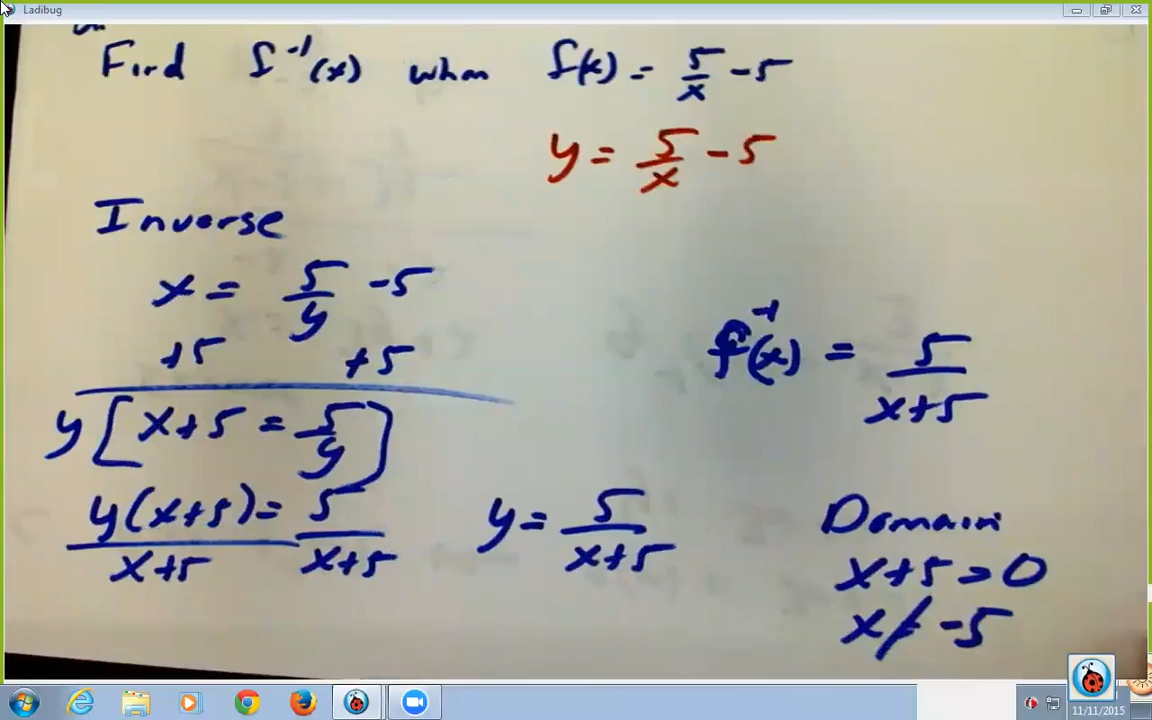 Ladibug
Find f⁻¹(x) when f(x) = 5/x - 5
y = 5/x - 5
Inverse
x = 5/y - 5
+5 +5
y[x+5 = 5/y]
y(x+5) = 5
x+5 x+5
y = 5/(x+5)
f⁻¹(x) = 5/(x+5)
Domain
x+5=0
x≠-5
11/11/2015